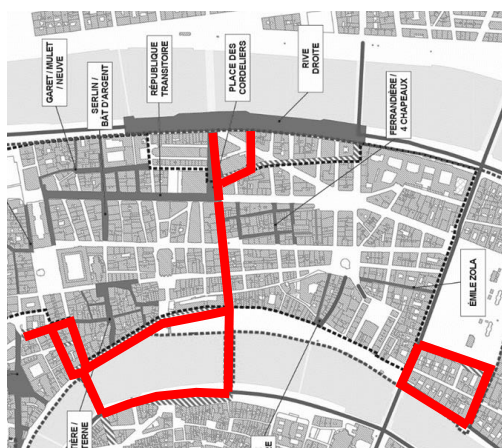 GARET / MULET
/ NEUVE
SERLIN /
BÂT D'ARGENT
RÉPUBLIQUE
TRANSITOIRE
PLACE DES
CORDELIERS
RIVE
DROITE
FERRANDIÈRE /
4 CHAPEAUX
ÉMILE ZOLA